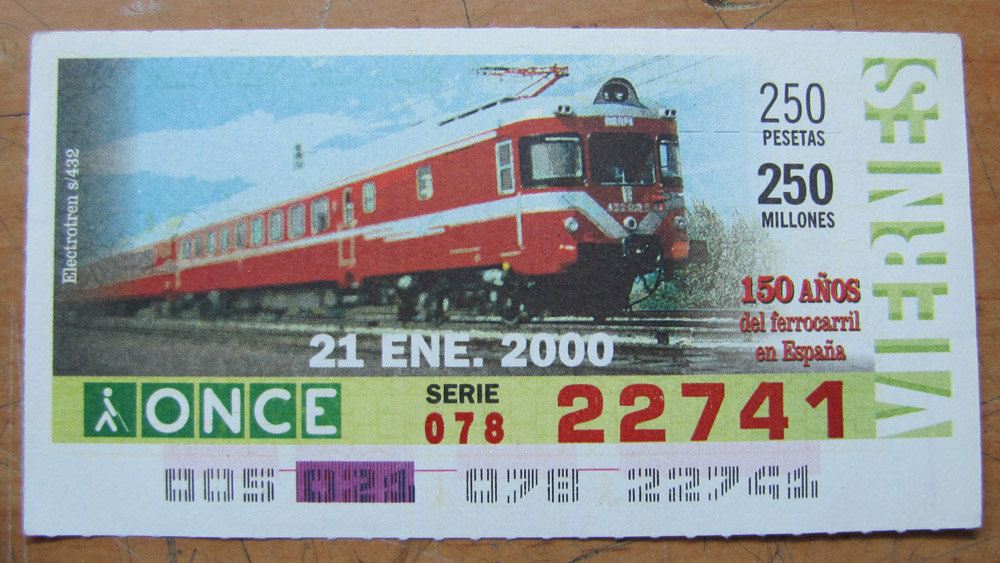 Electrotren s/432
250
PESETAS
250
MILLONES
VIERNES
150 AÑOS
del ferrocarril
en España
21 ENE. 2000
ONCE
SERIE
078
22741
005 021 078 22741